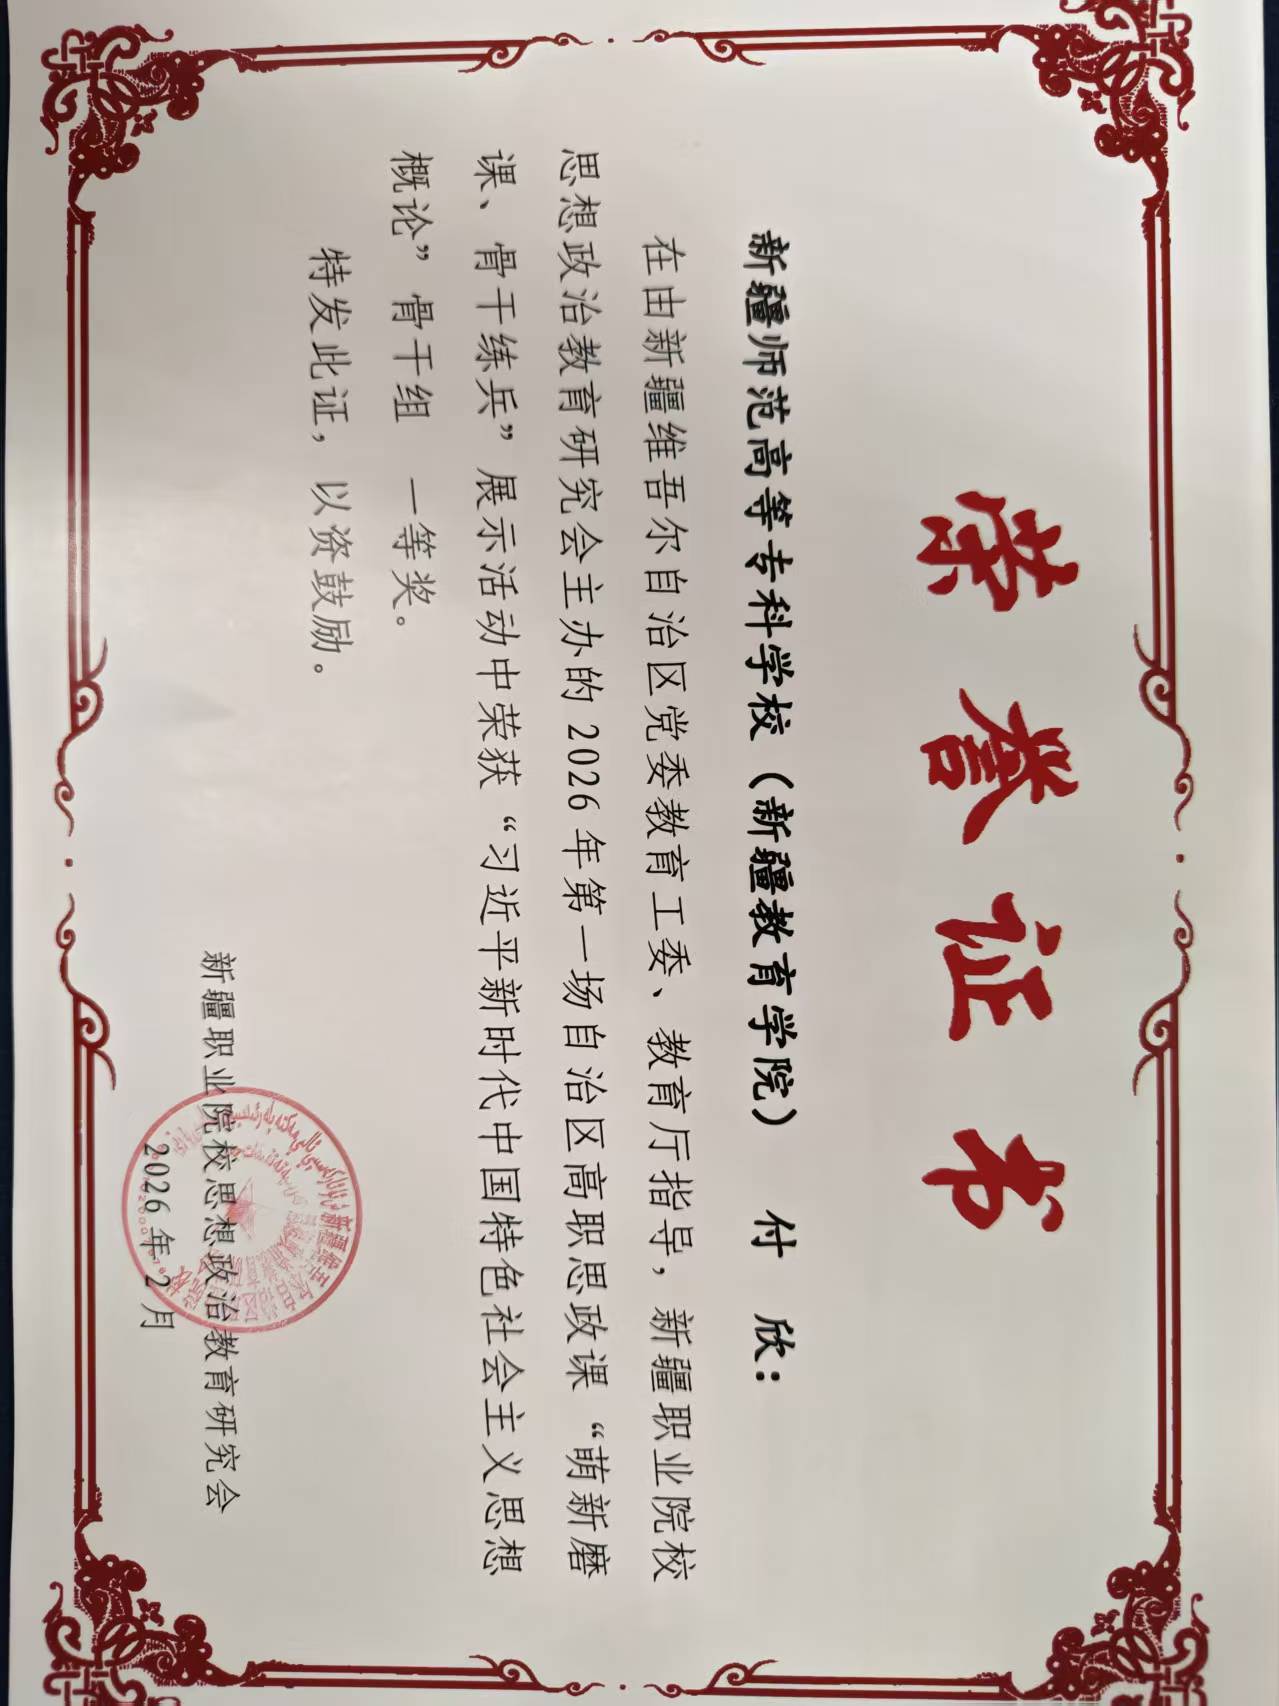 荣誉证书
新疆师范高等专科学校（新疆教育学院） 付 欣：
在由新疆维吾尔自治区党委教育工委、教育厅指导，新疆职业院校
思想政治教育研究会主办的2026年第一场自治区高职思政课“萌新磨
课、骨干练兵”展示活动中荣获“习近平新时代中国特色社会主义思想
概论”骨干组 一等奖。
特发此证，以资鼓励。
新疆职业院校思想政治教育研究会
2026年2月